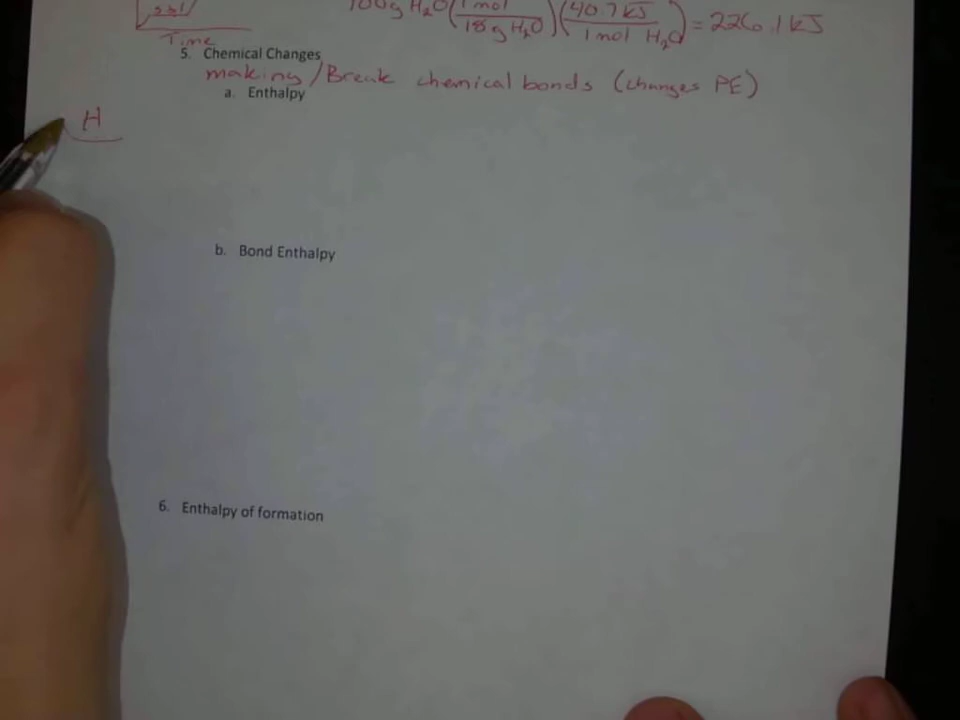 sol
100g H₂O (1 mol / 18g H₂O)(40.7 kJ / 1 mol H₂O) = 226.1 kJ
Time
5. Chemical Changes
making/Break chemical bonds (changes PE)
a. Enthalpy
H
b. Bond Enthalpy
6. Enthalpy of formation